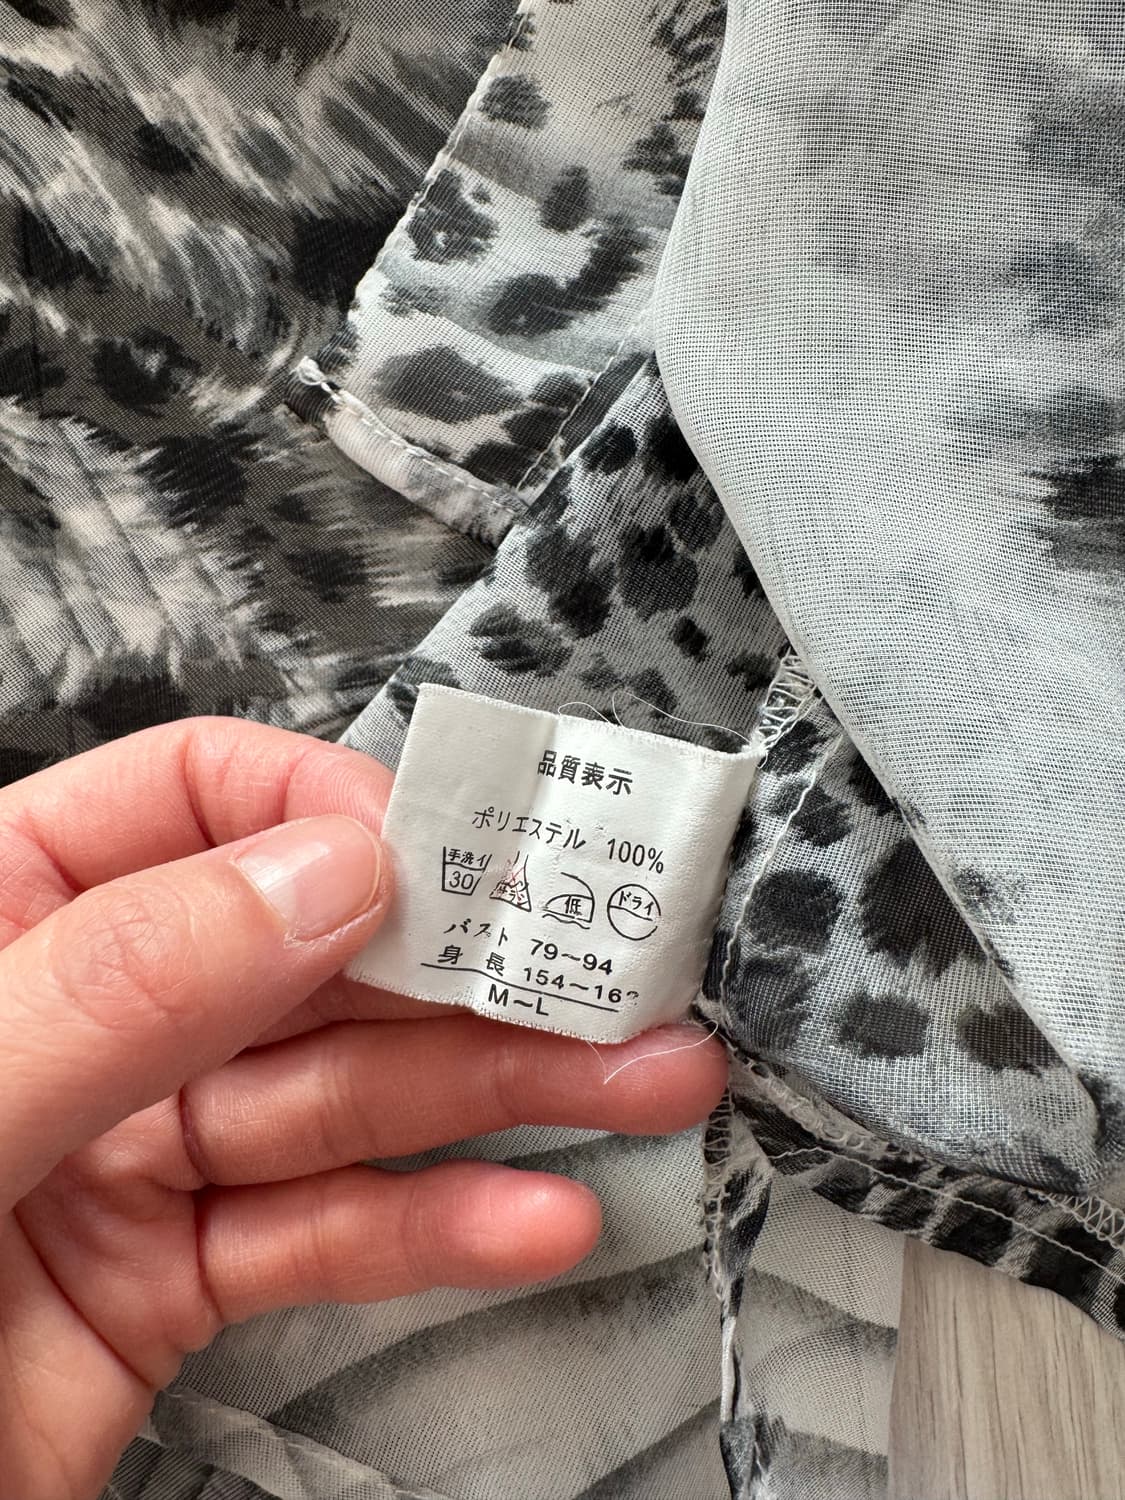 品質表示
ポリエステル 100%
手洗イ 30 低 ドライ
バスト 79～94
身長 154～16
M～L